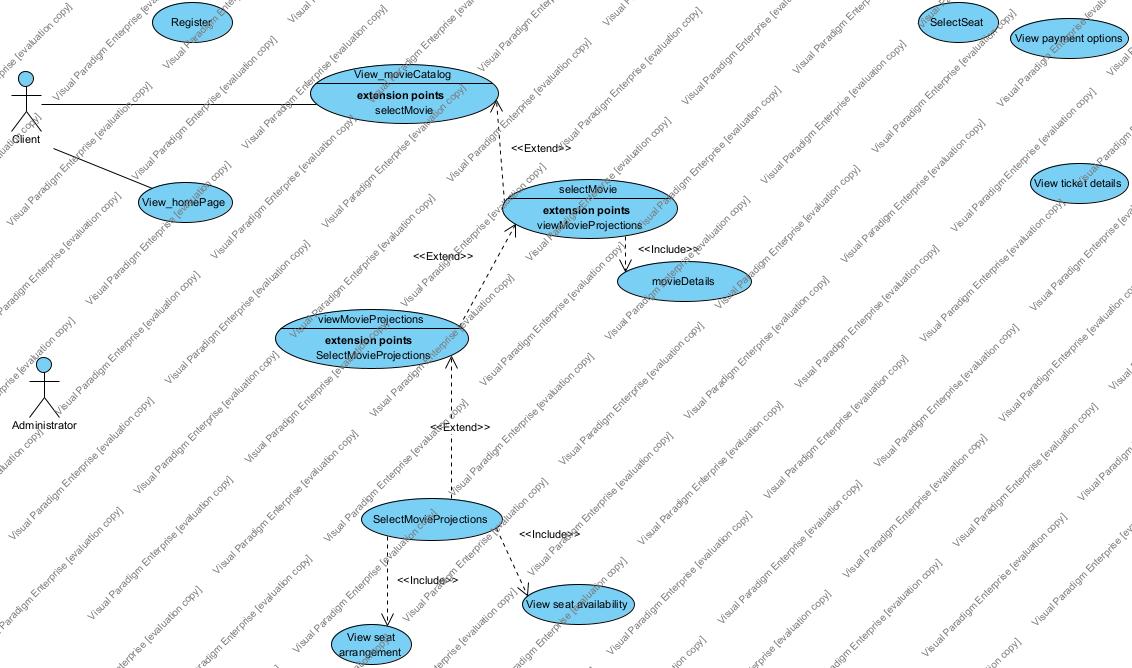 Register
SelectSeat
View payment options
View_movieCatalog
extension points
selectMovie
Client
<<Extend>>
View ticket details
selectMovie
extension points
viewMovieProjections
View_homePage
<<Include>>
<<Extend>>
movieDetails
viewMovieProjections
extension points
SelectMovieProjections
Administrator
<<Extend>>
SelectMovieProjections
<<Include>>
<<Include>>
View seat availability
View seat
arrangement
Visual Paradigm Enterprise [evaluation copy]